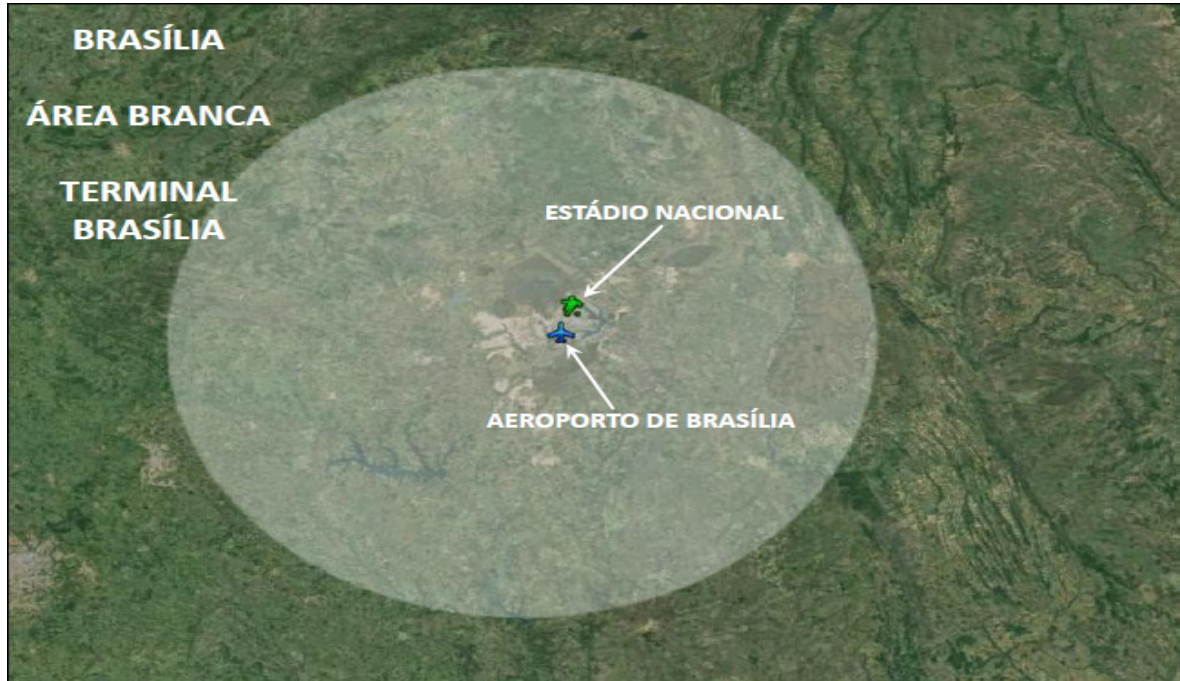 BRASÍLIA
ÁREA BRANCA
TERMINAL
BRASÍLIA
ESTÁDIO NACIONAL
AEROPORTO DE BRASÍLIA